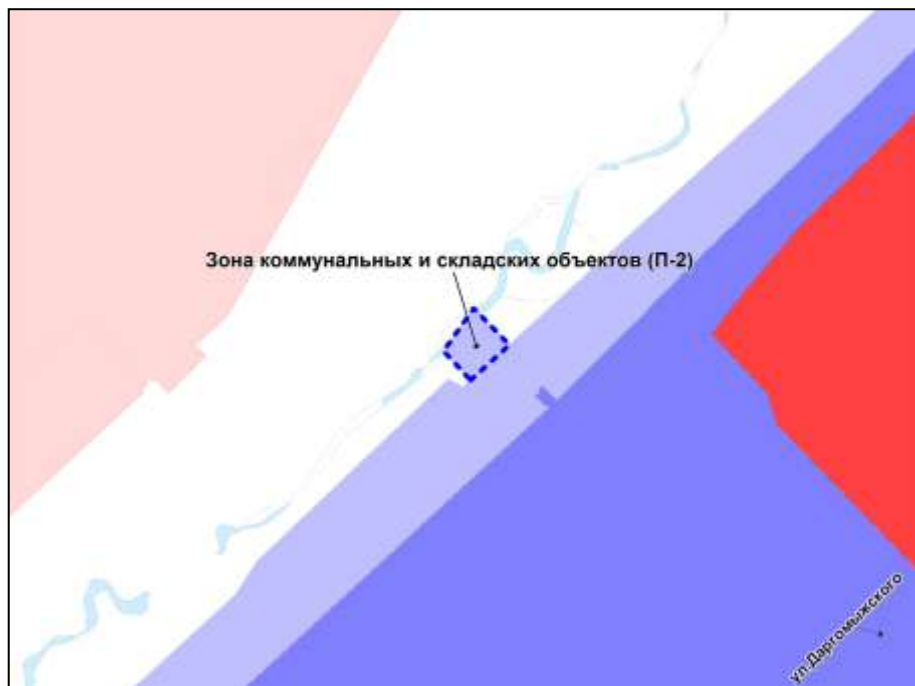 Зона коммунальных и складских объектов (П-2)
ул.Даргомыжского